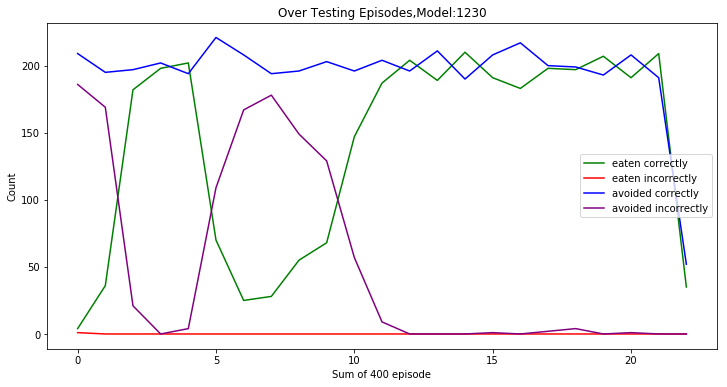 Over Testing Episodes,Model:1230
200
150
100
50
0
Count
eaten correctly
eaten incorrectly
avoided correctly
avoided incorrectly
0 5 10 15 20
Sum of 400 episode